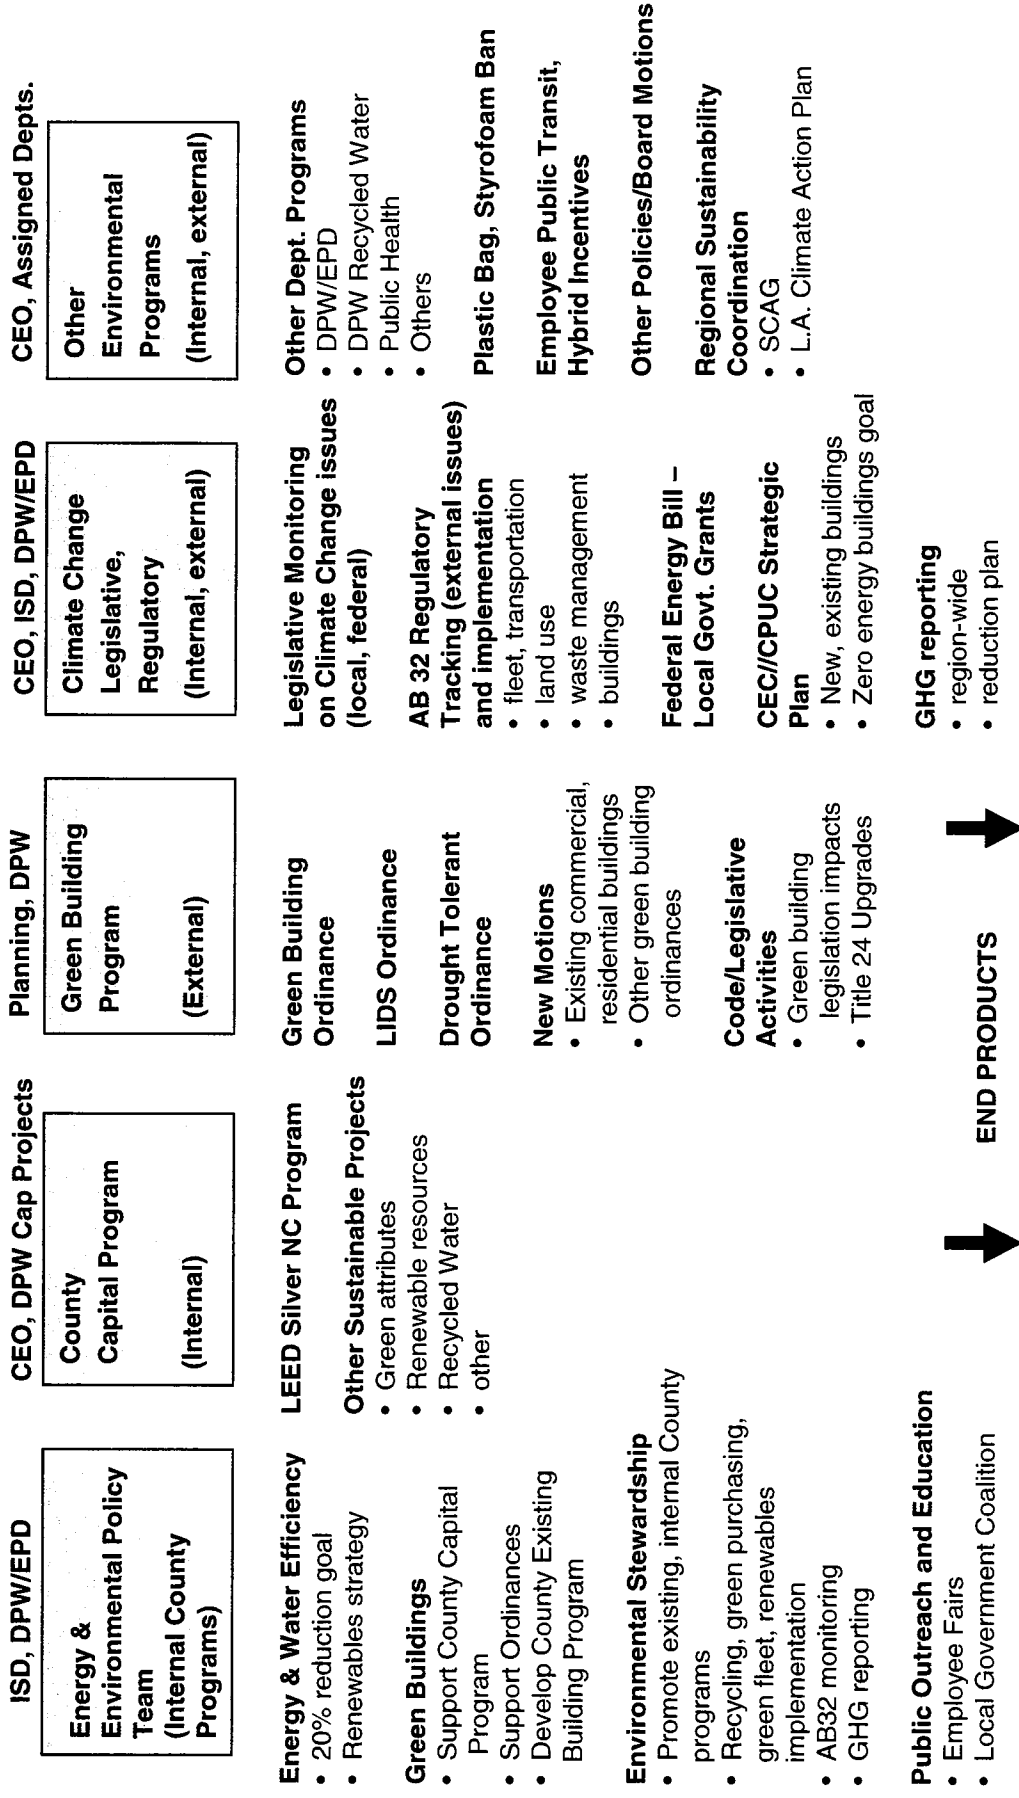 ISD, DPW/EPD
Energy &
Environmental Policy
Team
(Internal County
Programs)
Energy & Water Efficiency
• 20% reduction goal
• Renewables strategy
Green Buildings
• Support County Capital
Program
• Support Ordinances
• Develop County Existing
Building Program
Environmental Stewardship
• Promote existing, internal County
programs
• Recycling, green purchasing,
green fleet, renewables
implementation
• AB32 monitoring
• GHG reporting
Public Outreach and Education
• Employee Fairs
• Local Government Coalition
CEO, DPW Cap Projects
County
Capital Program
(Internal)
LEED Silver NC Program
Other Sustainable Projects
• Green attributes
• Renewable resources
• Recycled Water
• other
Planning, DPW
Green Building
Program
(External)
Green Building
Ordinance
LIDS Ordinance
Drought Tolerant
Ordinance
New Motions
• Existing commercial,
residential buildings
• Other green building
ordinances
Code/Legislative
Activities
• Green building
legislation impacts
• Title 24 Upgrades
CEO, ISD, DPW/EPD
Climate Change
Legislative,
Regulatory
(Internal, external)
Legislative Monitoring
on Climate Change issues
(local, federal)
AB 32 Regulatory
Tracking (external issues)
and implementation
• fleet, transportation
• land use
• waste management
• buildings
Federal Energy Bill –
Local Govt. Grants
CEC//CPUC Strategic
Plan
• New, existing buildings
• Zero energy buildings goal
GHG reporting
• region-wide
• reduction plan
CEO, Assigned Depts.
Other
Environmental
Programs
(Internal, external)
Other Dept. Programs
• DPW/EPD
• DPW Recycled Water
• Public Health
• Others
Plastic Bag, Styrofoam Ban
Employee Public Transit,
Hybrid Incentives
Other Policies/Board Motions
Regional Sustainability
Coordination
• SCAG
• L.A. Climate Action Plan
END PRODUCTS